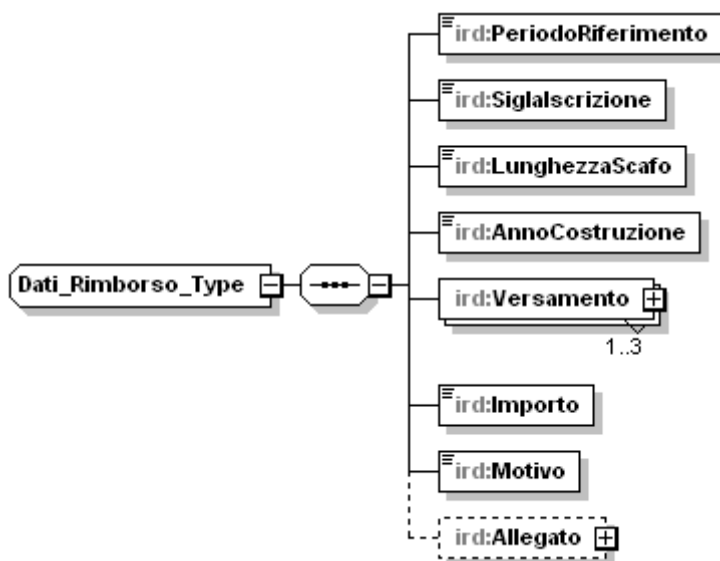 ird:PeriodoRiferimento
ird:SiglaIscrizione
ird:LunghezzaScafo
ird:AnnoCostruzione
Dati_Rimborso_Type
ird:Versamento
1..3
ird:Importo
ird:Motivo
ird:Allegato